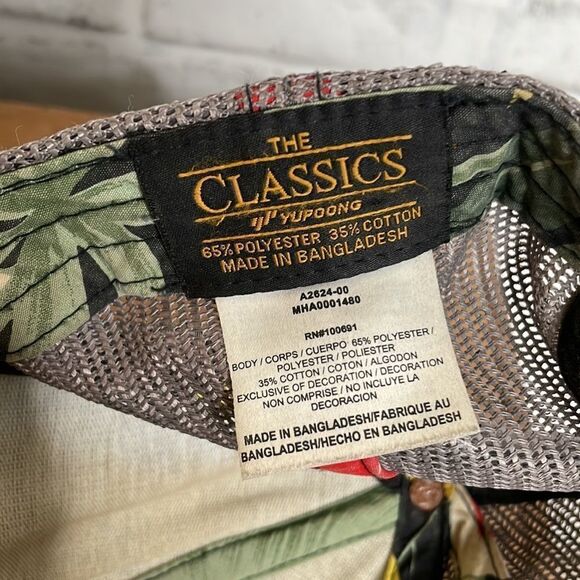 THE
CLASSICS
YP YUPOONG
65% POLYESTER 35% COTTON
MADE IN BANGLADESH
A2624-00
MHA0001480
RN#100691
BODY / CORPS / CUERPO 65% POLYESTER /
POLYESTER / POLIESTER
35% COTTON / COTON / ALGODON
EXCLUSIVE OF DECORATION / DECORATION
NON COMPRISE / NO INCLUYE LA
DECORACION
MADE IN BANGLADESH/FABRIQUE AU
BANGLADESH/HECHO EN BANGLADESH